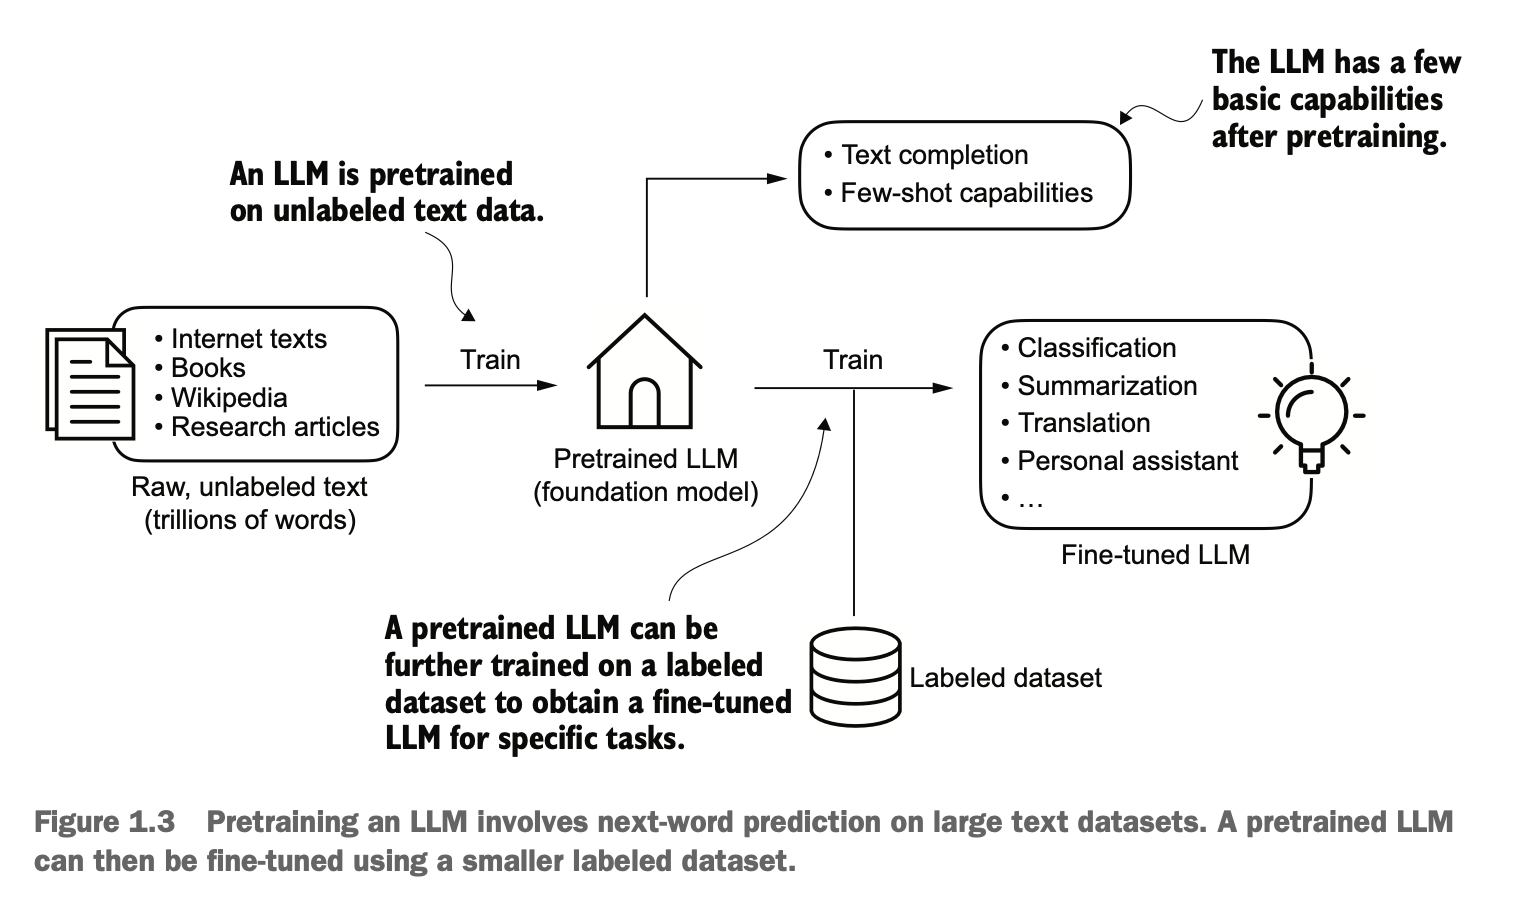 The LLM has a few
basic capabilities
after pretraining.
• Text completion
• Few-shot capabilities
An LLM is pretrained
on unlabeled text data.
• Internet texts
• Books
• Wikipedia
• Research articles
Raw, unlabeled text
(trillions of words)
Train
Pretrained LLM
(foundation model)
Train
• Classification
• Summarization
• Translation
• Personal assistant
• …
Fine-tuned LLM
A pretrained LLM can be
further trained on a labeled
dataset to obtain a fine-tuned
LLM for specific tasks.
Labeled dataset
Figure 1.3 Pretraining an LLM involves next-word prediction on large text datasets. A pretrained LLM
can then be fine-tuned using a smaller labeled dataset.